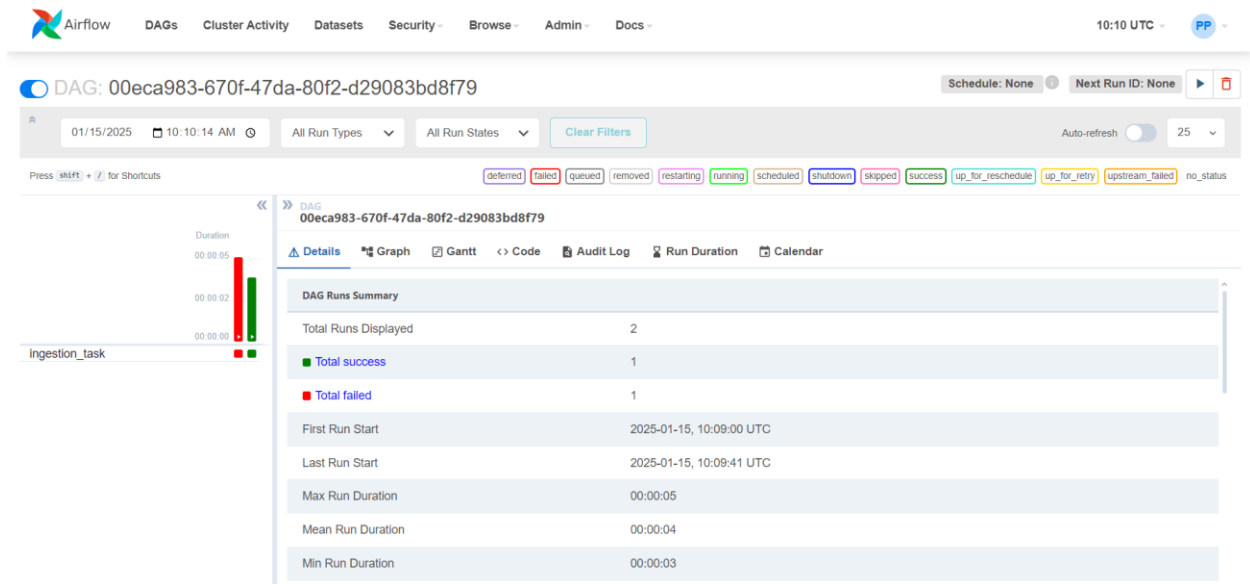 Airflow DAGs Cluster Activity Datasets Security Browse Admin Docs 10:10 UTC PP
DAG: 00eca983-670f-47da-80f2-d29083bd8f79 Schedule: None i Next Run ID: None
01/15/2025 10:10:14 AM All Run Types All Run States Clear Filters Auto-refresh 25
Press shift + / for Shortcuts deferred failed queued removed restarting running scheduled shutdown skipped success up_for_reschedule up_for_retry upstream_failed no_status
DAG
00eca983-670f-47da-80f2-d29083bd8f79
Duration
00:00:05
00:00:02
00:00:00
ingestion_task
Details Graph Gantt <> Code Audit Log Run Duration Calendar
DAG Runs Summary
Total Runs Displayed 2
Total success 1
Total failed 1
First Run Start 2025-01-15, 10:09:00 UTC
Last Run Start 2025-01-15, 10:09:41 UTC
Max Run Duration 00:00:05
Mean Run Duration 00:00:04
Min Run Duration 00:00:03